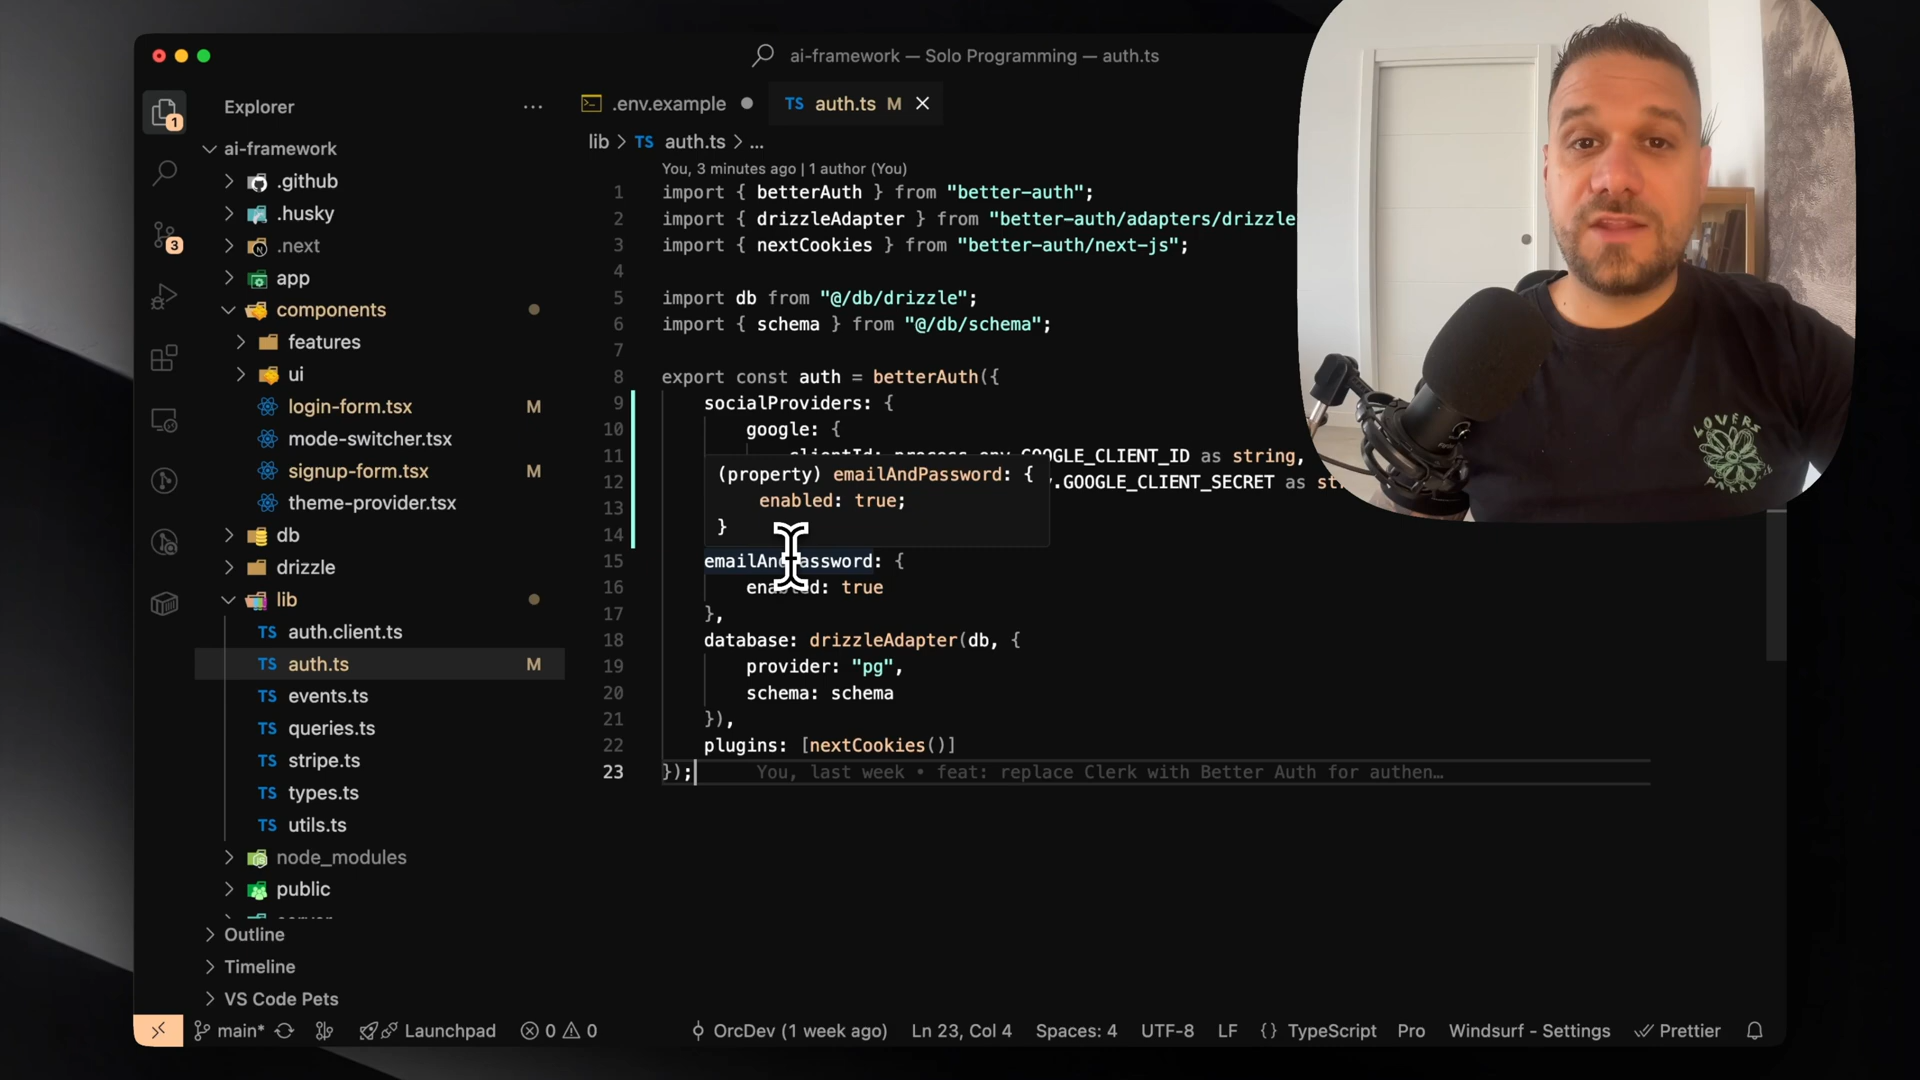 ai-framework — Solo Programming — auth.ts
Explorer
...
.env.example
TS auth.ts M
1
ai-framework
.github
.husky
3
.next
app
components
features
ui
login-form.tsx M
mode-switcher.tsx
signup-form.tsx M
theme-provider.tsx
db
drizzle
lib
TS auth.client.ts
TS auth.ts M
TS events.ts
TS queries.ts
TS stripe.ts
TS types.ts
TS utils.ts
node_modules
public
Outline
Timeline
VS Code Pets
lib > TS auth.ts > ...
You, 3 minutes ago | 1 author (You)
1 import { betterAuth } from "better-auth";
2 import { drizzleAdapter } from "better-auth/adapters/drizzle
3 import { nextCookies } from "better-auth/next-js";
4
5 import db from "@/db/drizzle";
6 import { schema } from "@/db/schema";
7
8 export const auth = betterAuth({
9 socialProviders: {
10 google: {
11 clientId: process.env.GOOGLE_CLIENT_ID as string,
12 .GOOGLE_CLIENT_SECRET as
13
14
(property) emailAndPassword: {
enabled: true;
}
15 emailAndPassword: {
16 enabled: true
17 },
18 database: drizzleAdapter(db, {
19 provider: "pg",
20 schema: schema
21 }),
22 plugins: [nextCookies()]
23 }); You, last week • feat: replace Clerk with Better Auth for authen…
LOVERS
main* Launchpad 0 0 OrcDev (1 week ago) Ln 23, Col 4 Spaces: 4 UTF-8 LF {} TypeScript Pro Windsurf - Settings Prettier